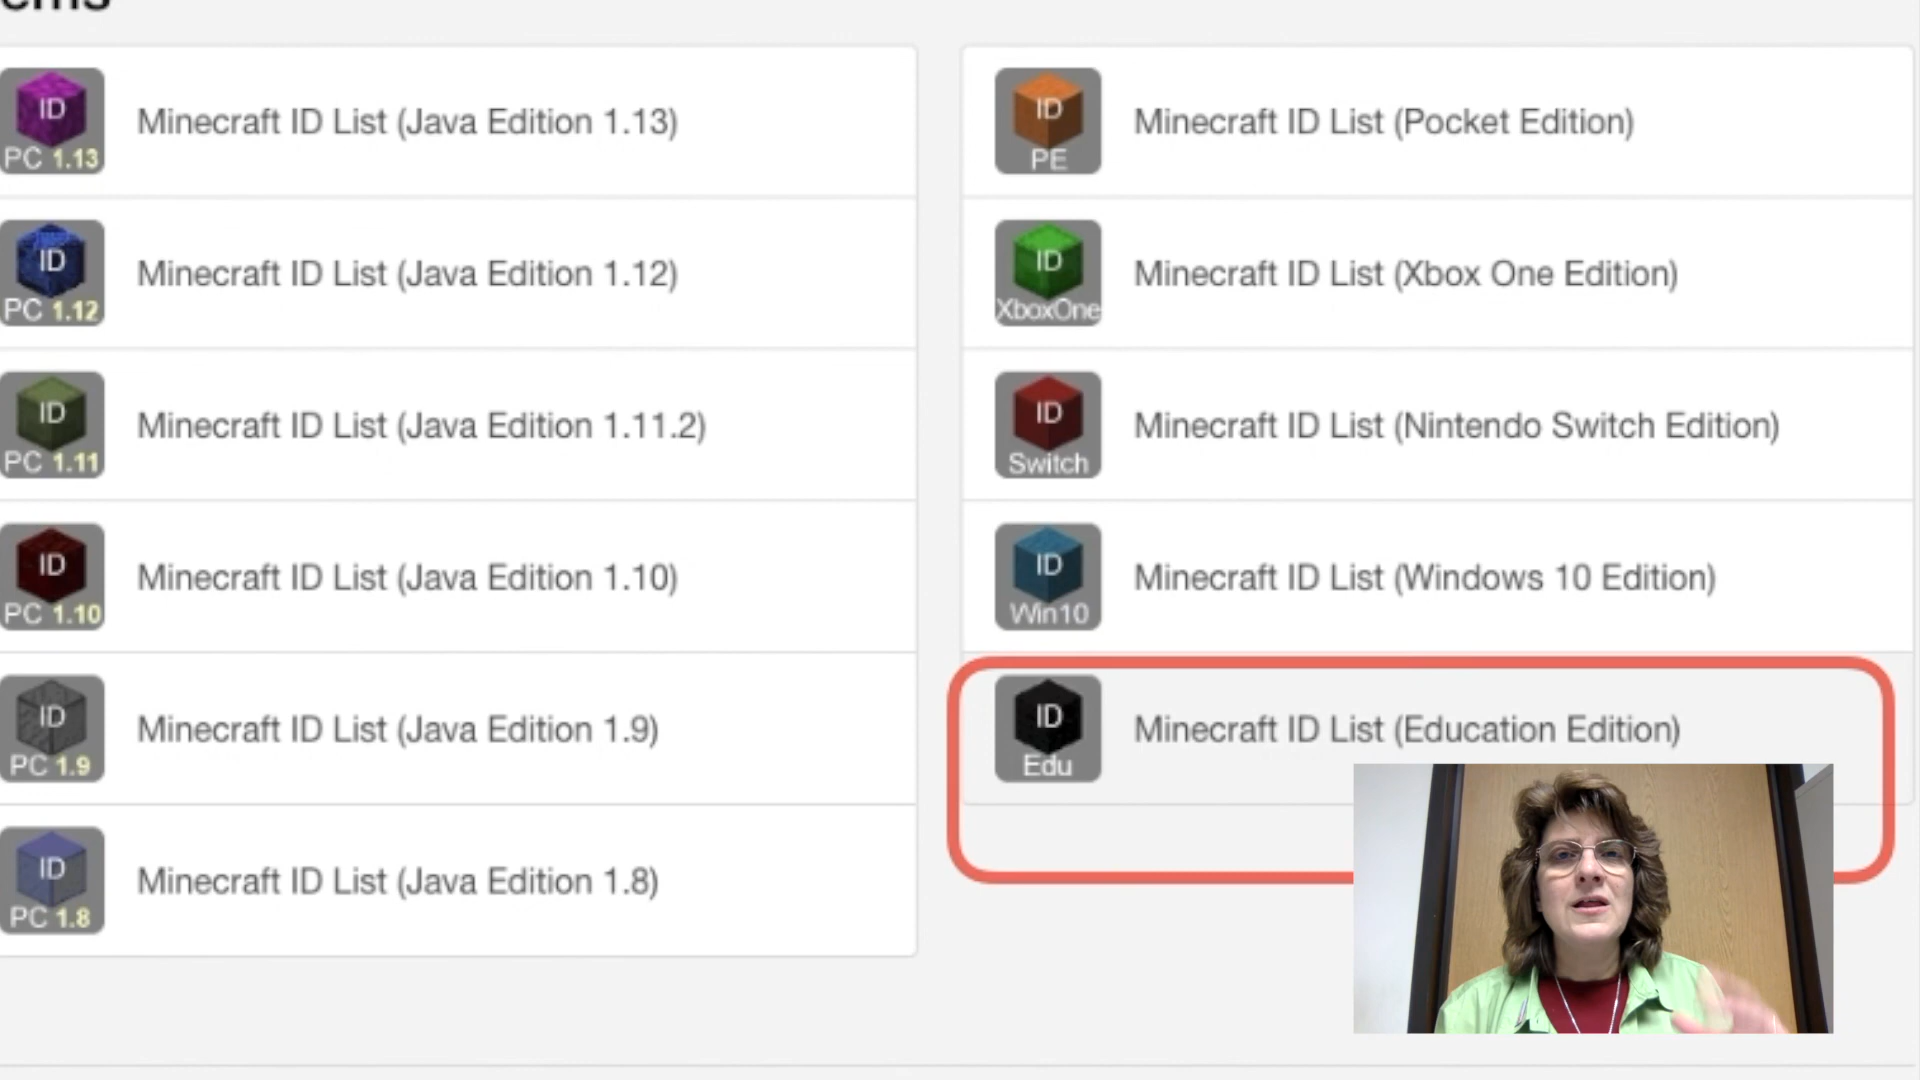 ID
PC 1.13
Minecraft ID List (Java Edition 1.13)
ID
PC 1.12
Minecraft ID List (Java Edition 1.12)
ID
PC 1.11
Minecraft ID List (Java Edition 1.11.2)
ID
PC 1.10
Minecraft ID List (Java Edition 1.10)
ID
PC 1.9
Minecraft ID List (Java Edition 1.9)
ID
PC 1.8
Minecraft ID List (Java Edition 1.8)
ID
PE
Minecraft ID List (Pocket Edition)
ID
XboxOne
Minecraft ID List (Xbox One Edition)
ID
Switch
Minecraft ID List (Nintendo Switch Edition)
ID
Win10
Minecraft ID List (Windows 10 Edition)
ID
Edu
Minecraft ID List (Education Edition)